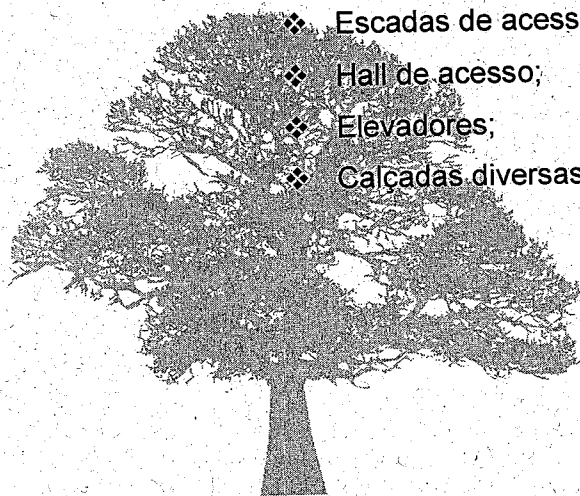 ❖ Escadas de acess
❖ Hall de acesso;
❖ Elevadores;
❖ Calçadas diversas